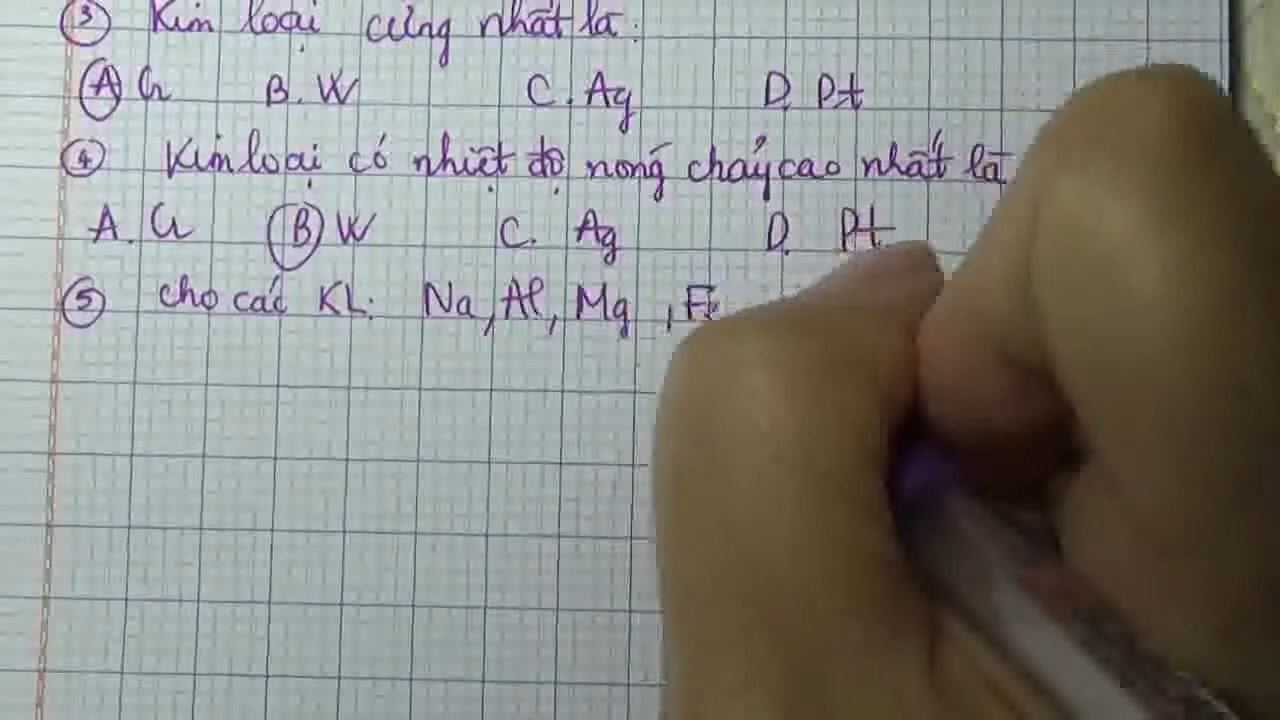 ③ Kim loại cứng nhất là:
Ⓐ Cr B. W C. Ag D. Pt
④ Kim loại có nhiệt độ nóng chảy cao nhất là
A. Cr Ⓑ W C. Ag D. Pt
⑤ cho các KL: Na, Al, Mg, Fe